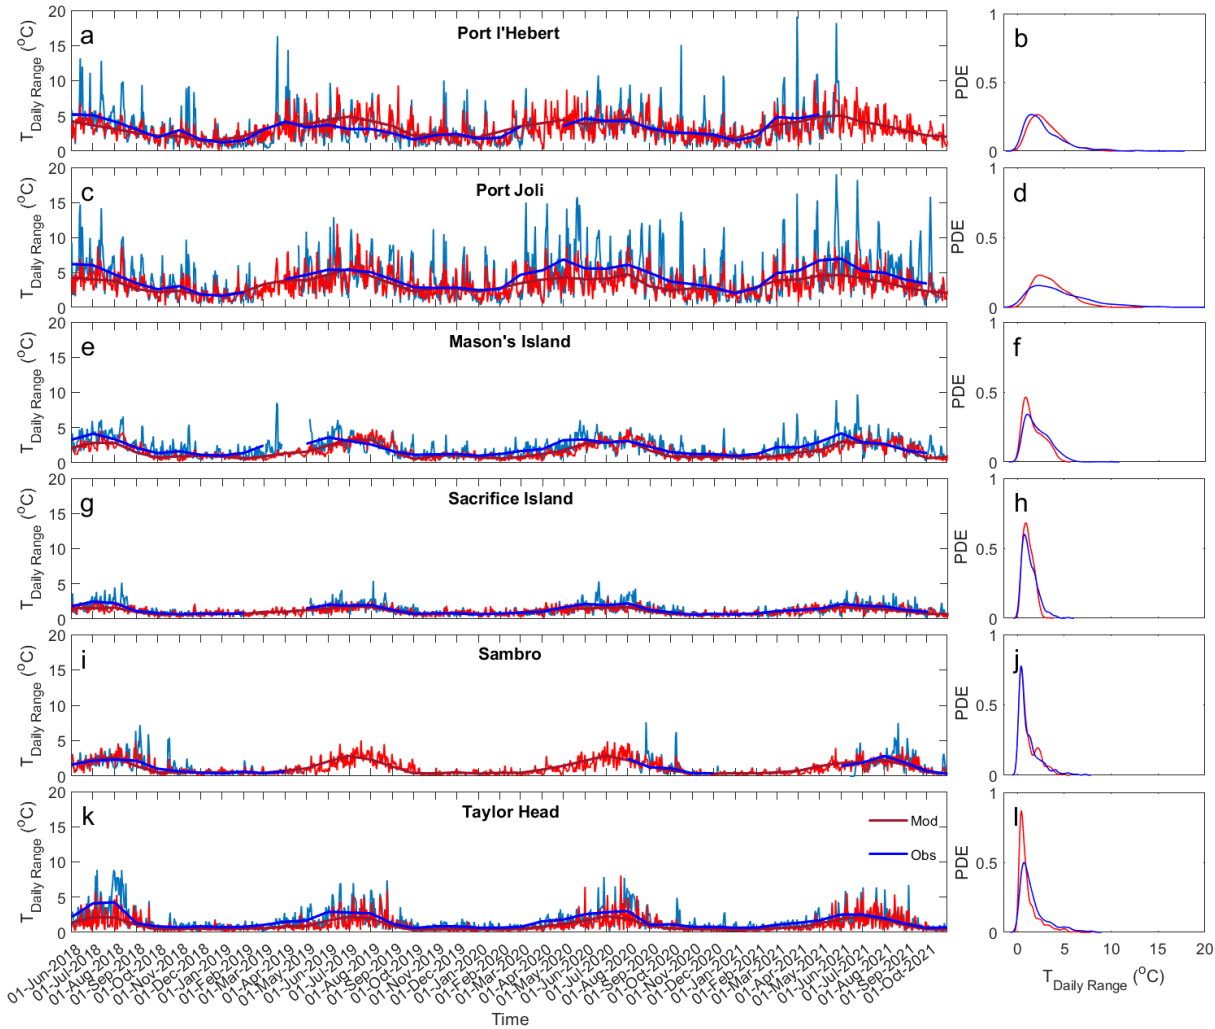 20
15
10
5
0
T Daily Range (°C)
a
Port l'Hebert
1
0.5
0
PDE
b
20
15
10
5
0
T Daily Range (°C)
c
Port Joli
1
0.5
0
PDE
d
20
15
10
5
0
T Daily Range (°C)
e
Mason's Island
1
0.5
0
PDE
f
20
15
10
5
0
T Daily Range (°C)
g
Sacrifice Island
1
0.5
0
PDE
h
20
15
10
5
0
T Daily Range (°C)
i
Sambro
1
0.5
0
PDE
j
20
15
10
5
0
T Daily Range (°C)
k
Taylor Head
Mod
Obs
1
0.5
0
PDE
l
0 5 10 15 20
T Daily Range (°C)
01-Jun-2018
01-Jul-2018
01-Aug-2018
01-Sep-2018
01-Oct-2018
01-Nov-2018
01-Dec-2018
01-Jan-2019
01-Feb-2019
01-Mar-2019
01-Apr-2019
01-May-2019
01-Jun-2019
01-Jul-2019
01-Aug-2019
01-Sep-2019
01-Oct-2019
01-Nov-2019
01-Dec-2019
01-Jan-2020
01-Feb-2020
01-Mar-2020
01-Apr-2020
01-May-2020
01-Jun-2020
01-Jul-2020
01-Aug-2020
01-Sep-2020
01-Oct-2020
01-Nov-2020
01-Dec-2020
01-Jan-2021
01-Feb-2021
01-Mar-2021
01-Apr-2021
01-May-2021
01-Jun-2021
01-Jul-2021
01-Aug-2021
01-Sep-2021
01-Oct-2021
Time